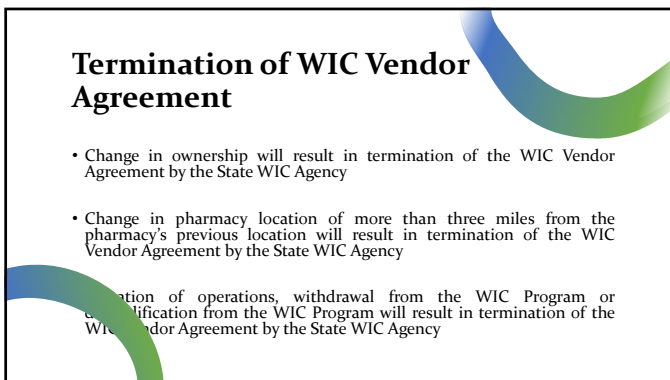 Termination of WIC Vendor
Agreement
• Change in ownership will result in termination of the WIC Vendor
Agreement by the State WIC Agency
• Change in pharmacy location of more than three miles from the
pharmacy's previous location will result in termination of the WIC
Vendor Agreement by the State WIC Agency
of operations, withdrawal from the WIC Program or
from the WIC Program will result in termination of the
WIC Vendor Agreement by the State WIC Agency